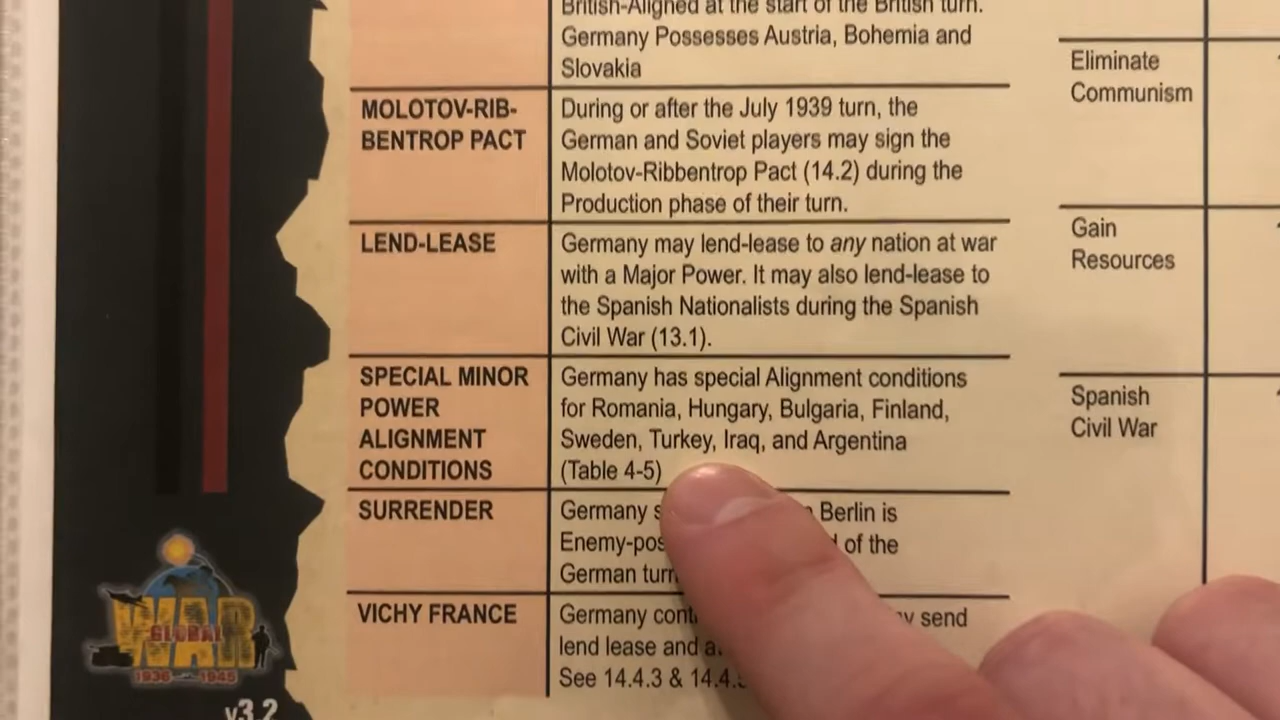 British-Aligned at the start of the British turn.
Germany Possesses Austria, Bohemia and
Slovakia
MOLOTOV-RIB-
BENTROP PACT
During or after the July 1939 turn, the
German and Soviet players may sign the
Molotov-Ribbentrop Pact (14.2) during the
Production phase of their turn.
LEND-LEASE
Germany may lend-lease to any nation at war
with a Major Power. It may also lend-lease to
the Spanish Nationalists during the Spanish
Civil War (13.1).
SPECIAL MINOR
POWER
ALIGNMENT
CONDITIONS
Germany has special Alignment conditions
for Romania, Hungary, Bulgaria, Finland,
Sweden, Turkey, Iraq, and Argentina
(Table 4-5)
SURRENDER
Germany Berlin is
of the
German turn
VICHY FRANCE
Germany send
lend lease and
See 14.4.3 &
Eliminate
Communism
Gain
Resources
Spanish
Civil War
GLOBAL
WAR
1936 1945
v3.2